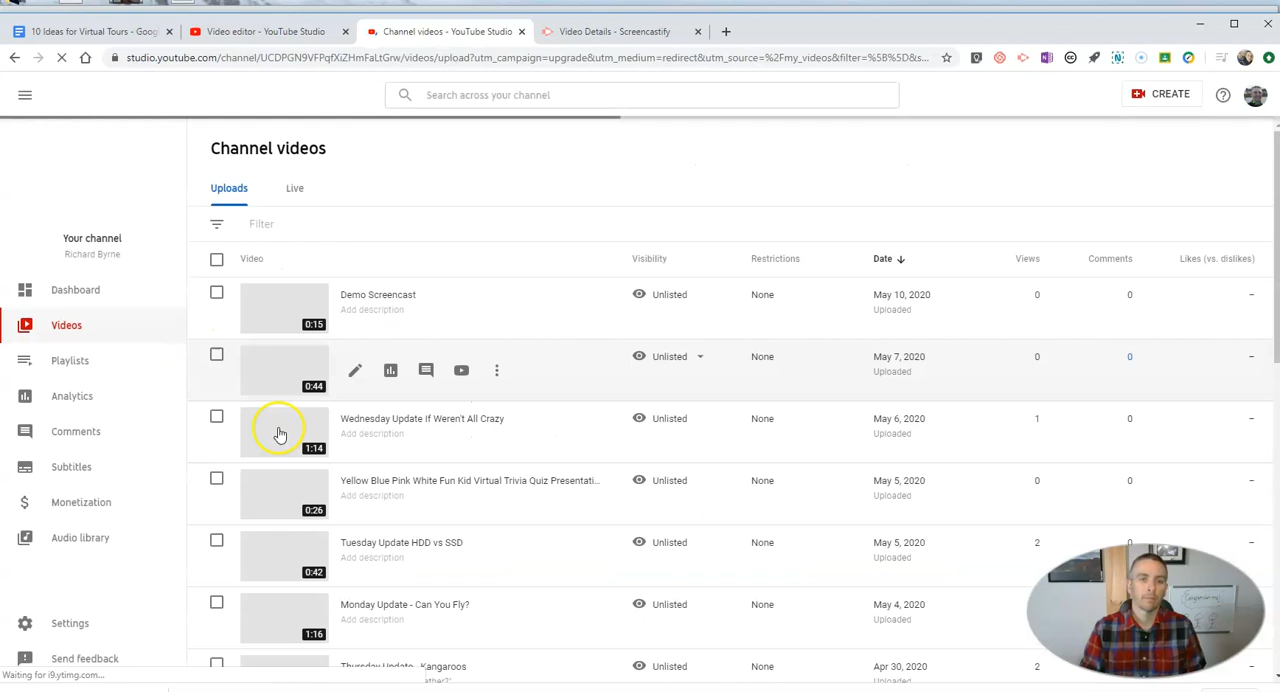 10 Ideas for Virtual Tours - Goog
Video editor - YouTube Studio
Channel videos - YouTube Studio
Video Details - Screencastify
studio.youtube.com/channel/UCDPGN9VFPqfXiZHmFELtGrw/videos/upload?utm_campaign=upgrade&utm_medium=redirect&utm_source=%2Fmy_videos&filter=%5B%5D&s...
Search across your channel
CREATE
Channel videos
Uploads
Live
Filter
Your channel
Richard Byrne
Dashboard
Videos
Playlists
Analytics
Comments
Subtitles
Monetization
Audio library
Settings
Send feedback
Video
Visibility
Restrictions
Date
Views
Comments
Likes (vs. dislikes)
0:15
Demo Screencast
Add description
Unlisted
None
May 10, 2020
Uploaded
0
0
–
0:44
Unlisted
None
May 7, 2020
Uploaded
0
0
–
1:14
Wednesday Update If Weren't All Crazy
Add description
Unlisted
None
May 6, 2020
Uploaded
1
0
–
0:26
Yellow Blue Pink White Fun Kid Virtual Trivia Quiz Presentati...
Add description
Unlisted
None
May 5, 2020
Uploaded
0
0
–
0:42
Tuesday Update HDD vs SSD
Add description
Unlisted
None
May 5, 2020
Uploaded
2
0
–
1:16
Monday Update - Can You Fly?
Add description
Unlisted
None
May 4, 2020
Uploaded
Thursday Update - Kangaroos
Unlisted
None
Apr 30, 2020
2
Waiting for i9.ytimg.com...